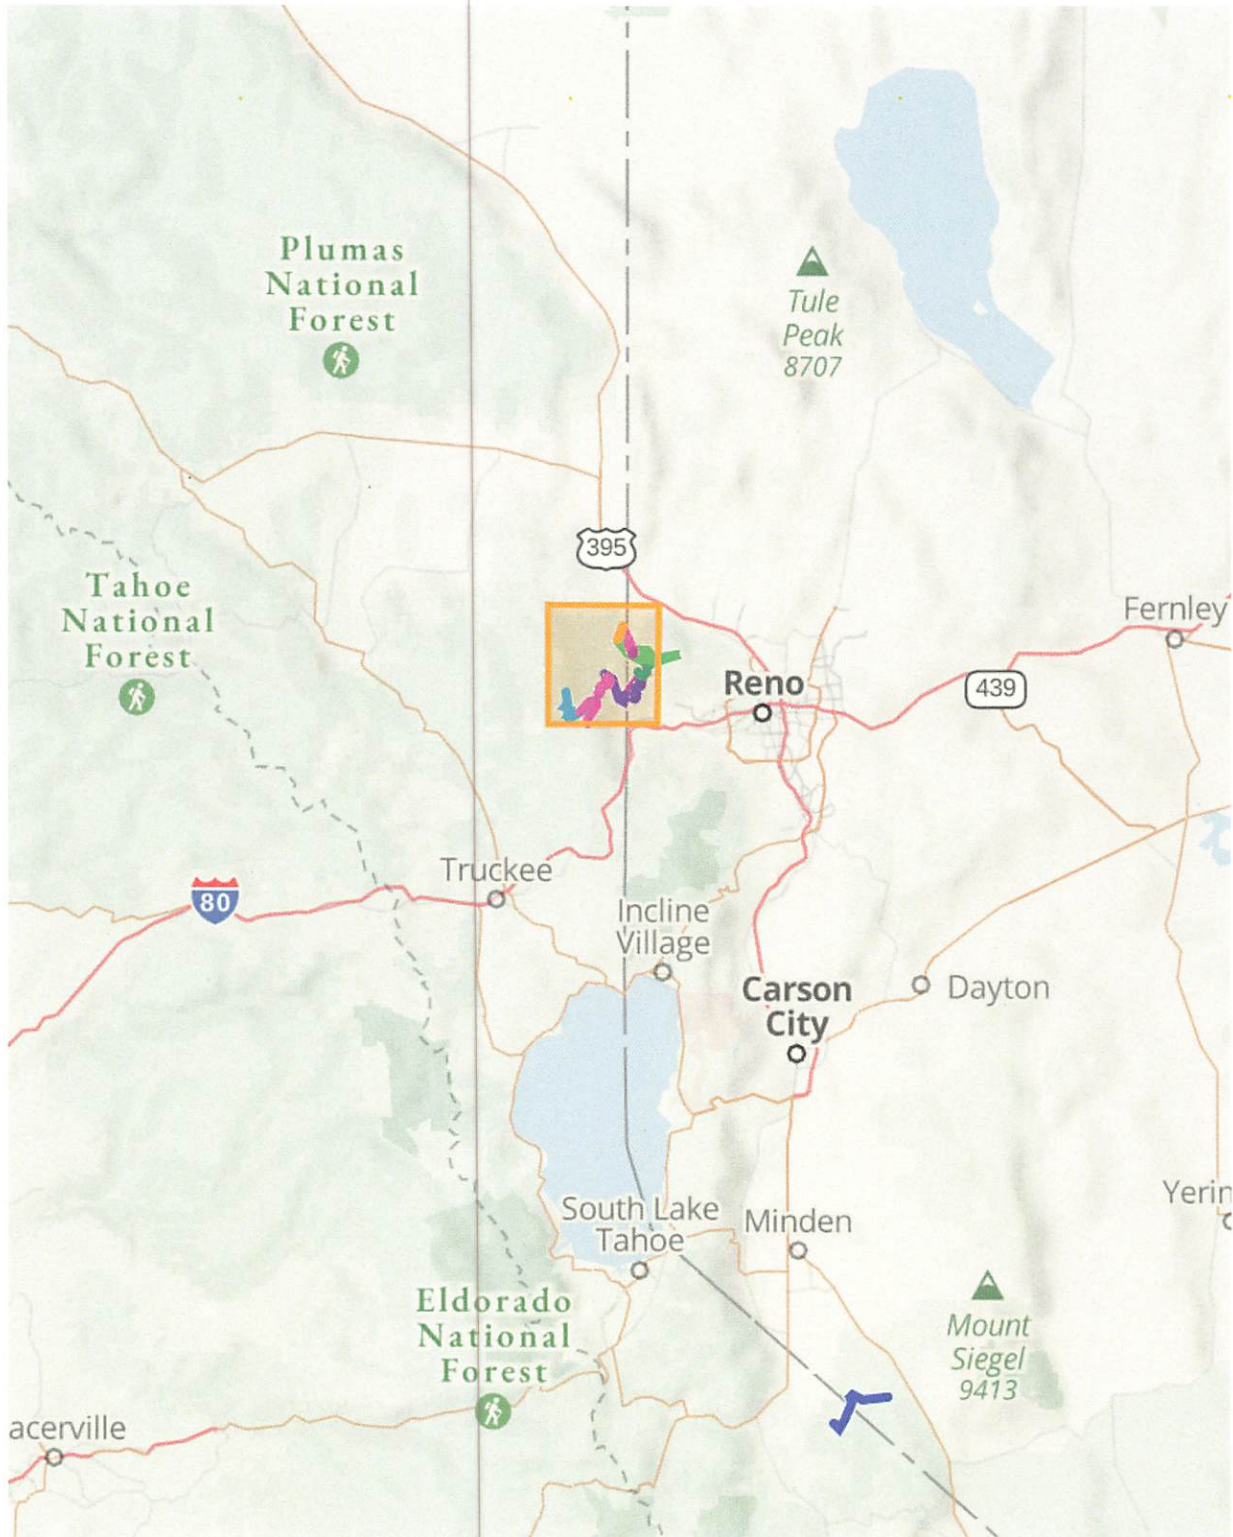 Plumas
National
Forest
Tule
Peak
8707
395
Tahoe
National
Forest
Fernley
Reno
439
Truckee
80
Incline
Village
Carson
City
Dayton
Yerin
South Lake
Tahoe
Minden
Eldorado
National
Forest
Mount
Siegel
9413
acerville